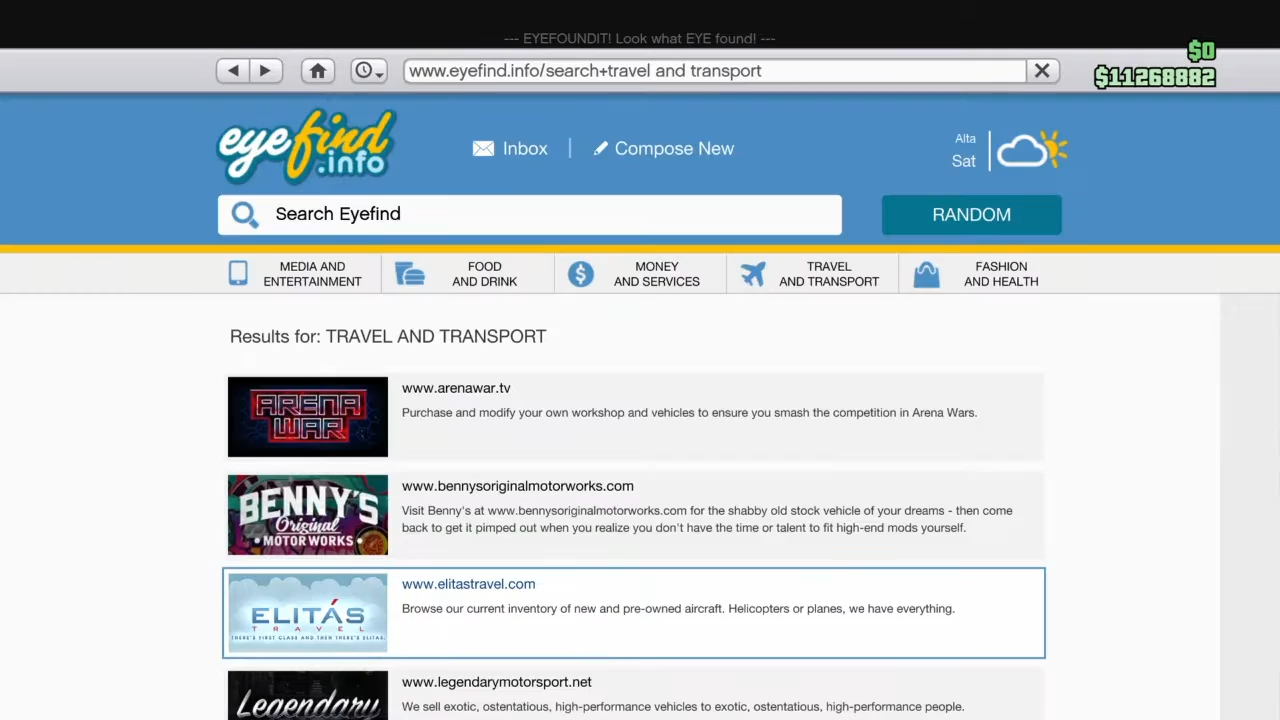 --- EYEFOUNDIT! Look what EYE found! ---
$0
www.eyefind.info/search+travel and transport
$11268882
eyefind
.info
Inbox
Compose New
Alta
Sat
Search Eyefind
RANDOM
MEDIA AND
ENTERTAINMENT
FOOD
AND DRINK
MONEY
AND SERVICES
TRAVEL
AND TRANSPORT
FASHION
AND HEALTH
Results for: TRAVEL AND TRANSPORT
ARENA
WAR
www.arenawar.tv
Purchase and modify your own workshop and vehicles to ensure you smash the competition in Arena Wars.
BENNY'S
Original
MOTOR WORKS
www.bennysoriginalmotorworks.com
Visit Benny's at www.bennysoriginalmotorworks.com for the shabby old stock vehicle of your dreams - then come
back to get it pimped out when you realize you don't have the time or talent to fit high-end mods yourself.
ELITÁS
TRAVEL
THERE'S FIRST CLASS AND THEN THERE'S ELITAS.
www.elitastravel.com
Browse our current inventory of new and pre-owned aircraft. Helicopters or planes, we have everything.
Legendary
www.legendarymotorsport.net
We sell exotic, ostentatious, high-performance vehicles to exotic, ostentatious, high-performance people.